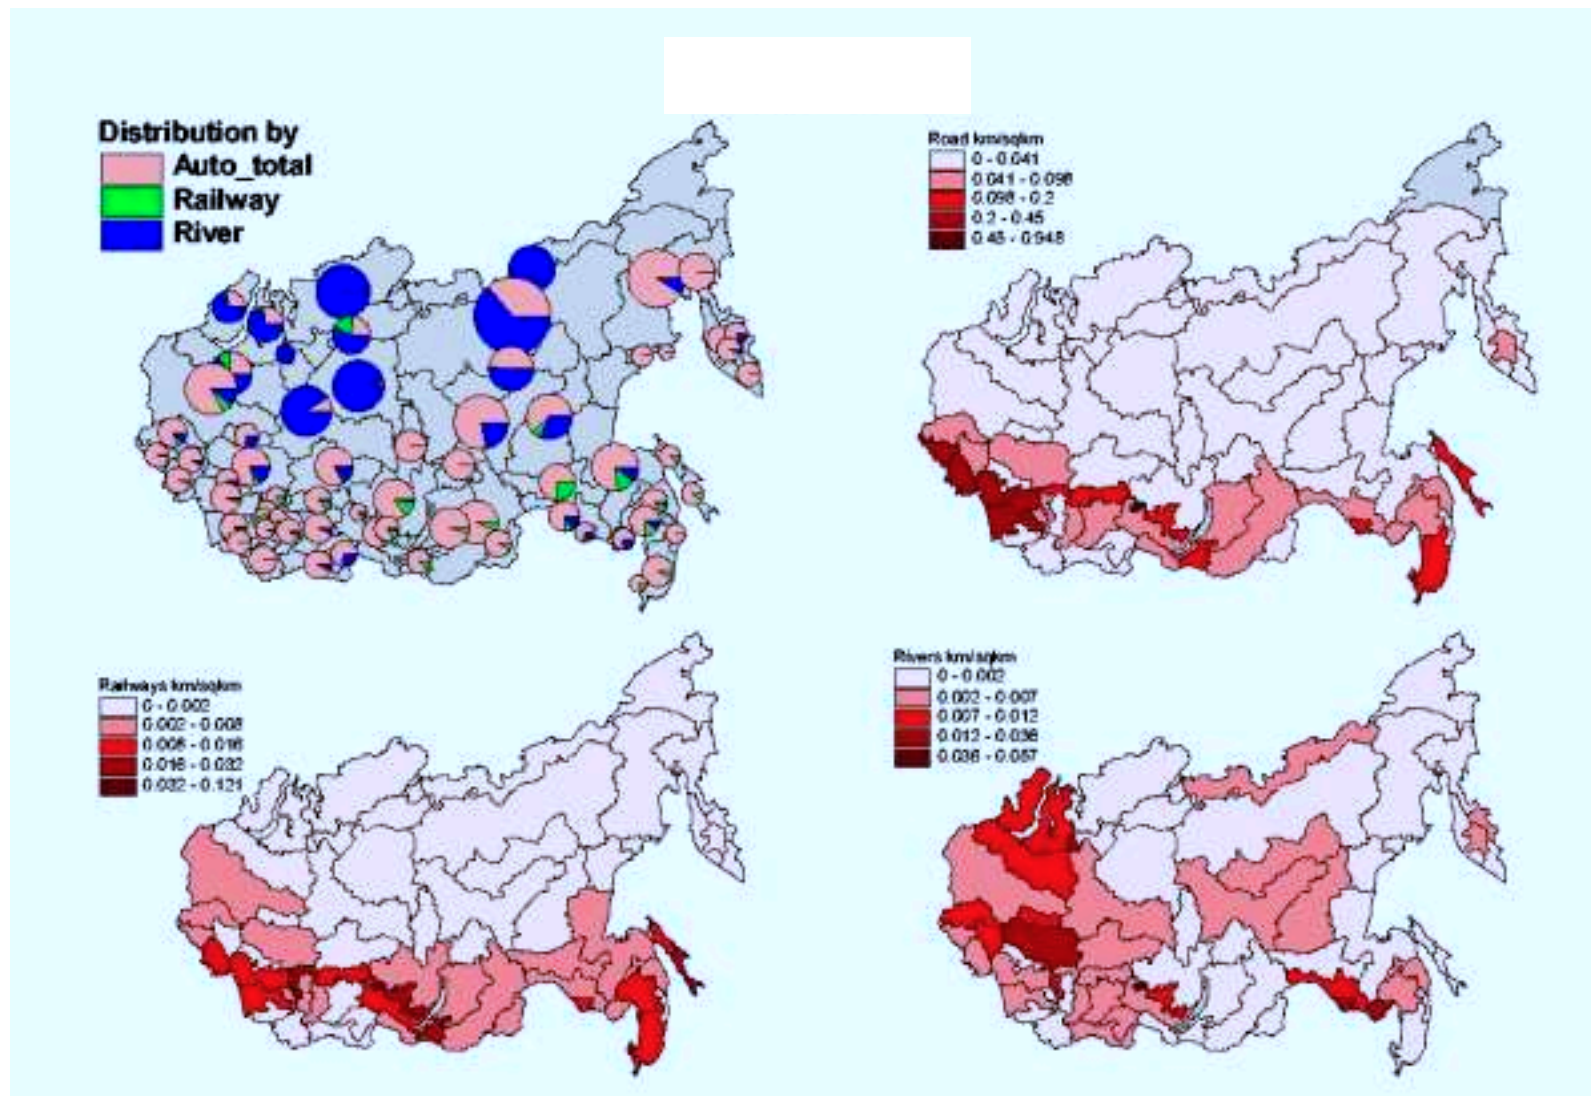 Distribution by
Auto_total
Railway
River
Road km/sqkm
0 - 0.041
0.041 - 0.098
0.098 - 0.2
0.2 - 0.45
0.45 - 0.948
Railways km/sqkm
0 - 0.002
0.002 - 0.008
0.008 - 0.016
0.016 - 0.032
0.032 - 0.121
Rivers km/sqkm
0 - 0.002
0.002 - 0.007
0.007 - 0.012
0.012 - 0.036
0.036 - 0.057